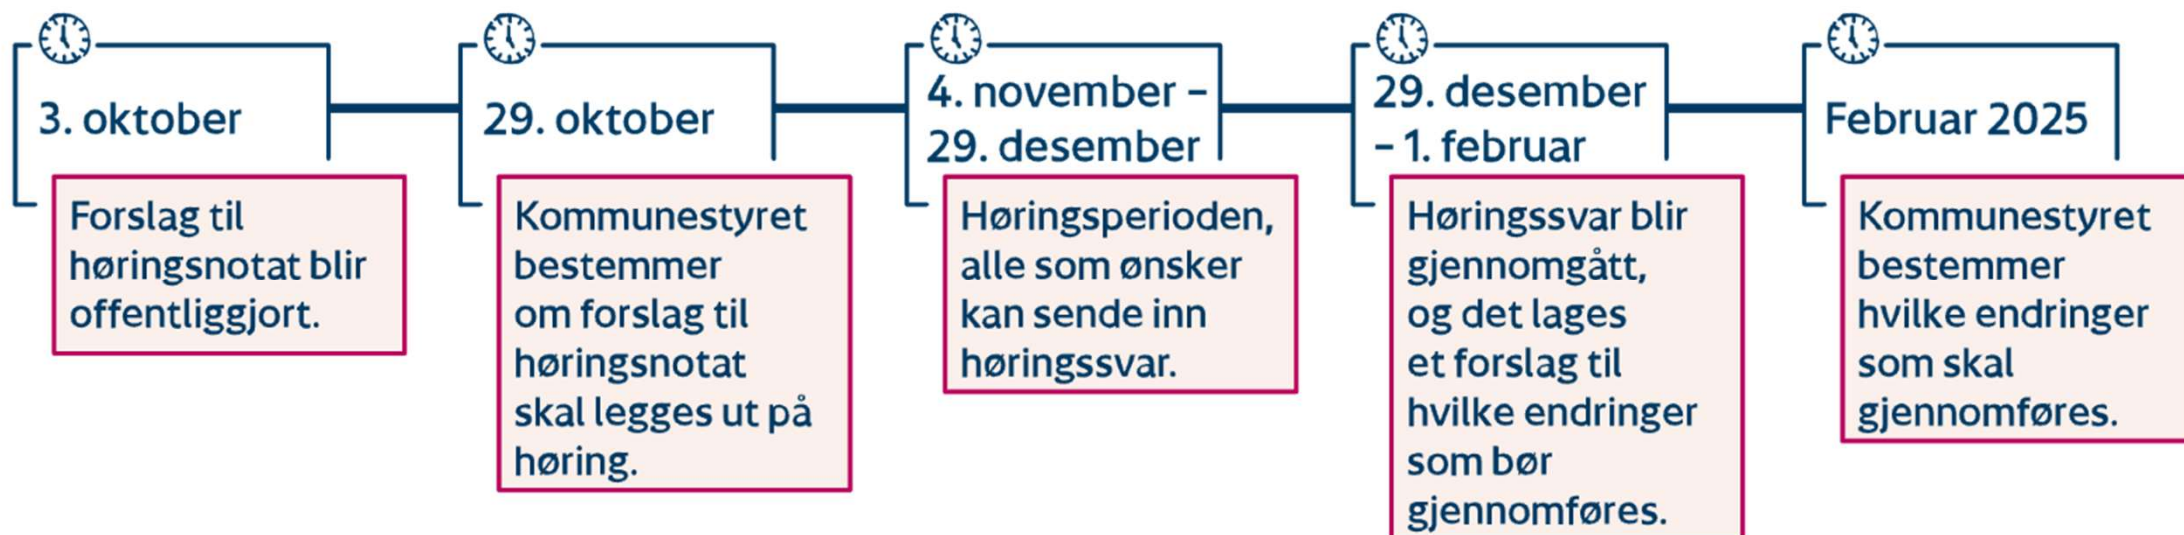 3. oktober
Forslag til
høringsnotat blir
offentliggjort.
29. oktober
Kommunestyret
bestemmer
om forslag til
høringsnotat
skal legges ut på
høring.
4. november –
29. desember
Høringsperioden,
alle som ønsker
kan sende inn
høringssvar.
29. desember
– 1. februar
Høringssvar blir
gjennomgått,
og det lages
et forslag til
hvilke endringer
som bør
gjennomføres.
Februar 2025
Kommunestyret
bestemmer
hvilke endringer
som skal
gjennomføres.